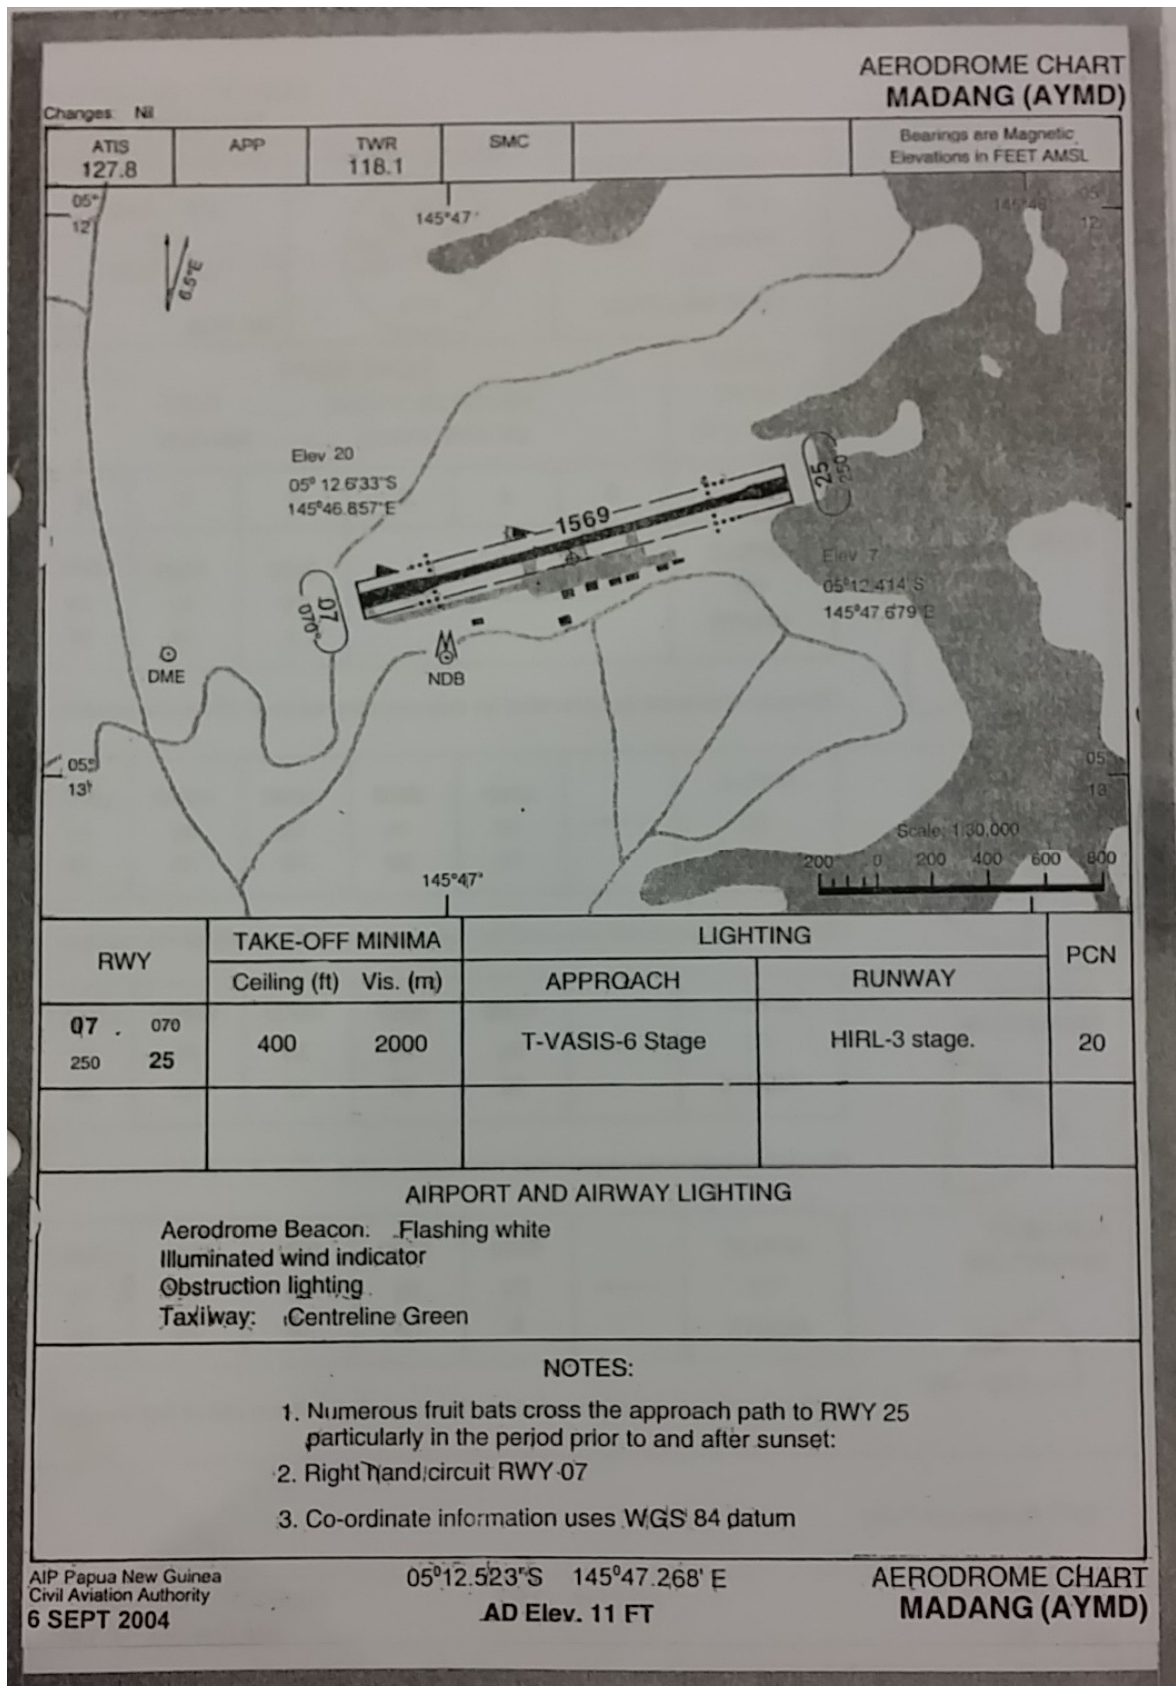 AERODROME CHART
MADANG (AYMD)
Changes: Nil
ATIS
127.8
APP
TWR
118.1
SMC
Bearings are Magnetic
Elevations in FEET AMSL
05°
12'
145°47'
05
12'
6.5°E
Elev 20
05° 12.633"S
145°46.857'E
1569
25
250
07
070°
Elev 7
05°12.414'S
145°47.679'E
DME
NDB
05°
13'
05
13'
145°47'
Scale: 1:30,000
200 0 200 400 600 800
RWY
TAKE-OFF MINIMA
Ceiling (ft) Vis. (m)
LIGHTING
APPROACH
RUNWAY
PCN
07 . 070
250 25
400
2000
T-VASIS-6 Stage
HIRL-3 stage.
20
AIRPORT AND AIRWAY LIGHTING
Aerodrome Beacon: Flashing white
Illuminated wind indicator
Obstruction lighting
Taxiway: Centreline Green
NOTES:
1. Numerous fruit bats cross the approach path to RWY 25
particularly in the period prior to and after sunset:
2. Right hand circuit RWY 07
3. Co-ordinate information uses WGS 84 datum
AIP Papua New Guinea
Civil Aviation Authority
6 SEPT 2004
05°12.523"S 145°47.268' E
AD Elev. 11 FT
AERODROME CHART
MADANG (AYMD)